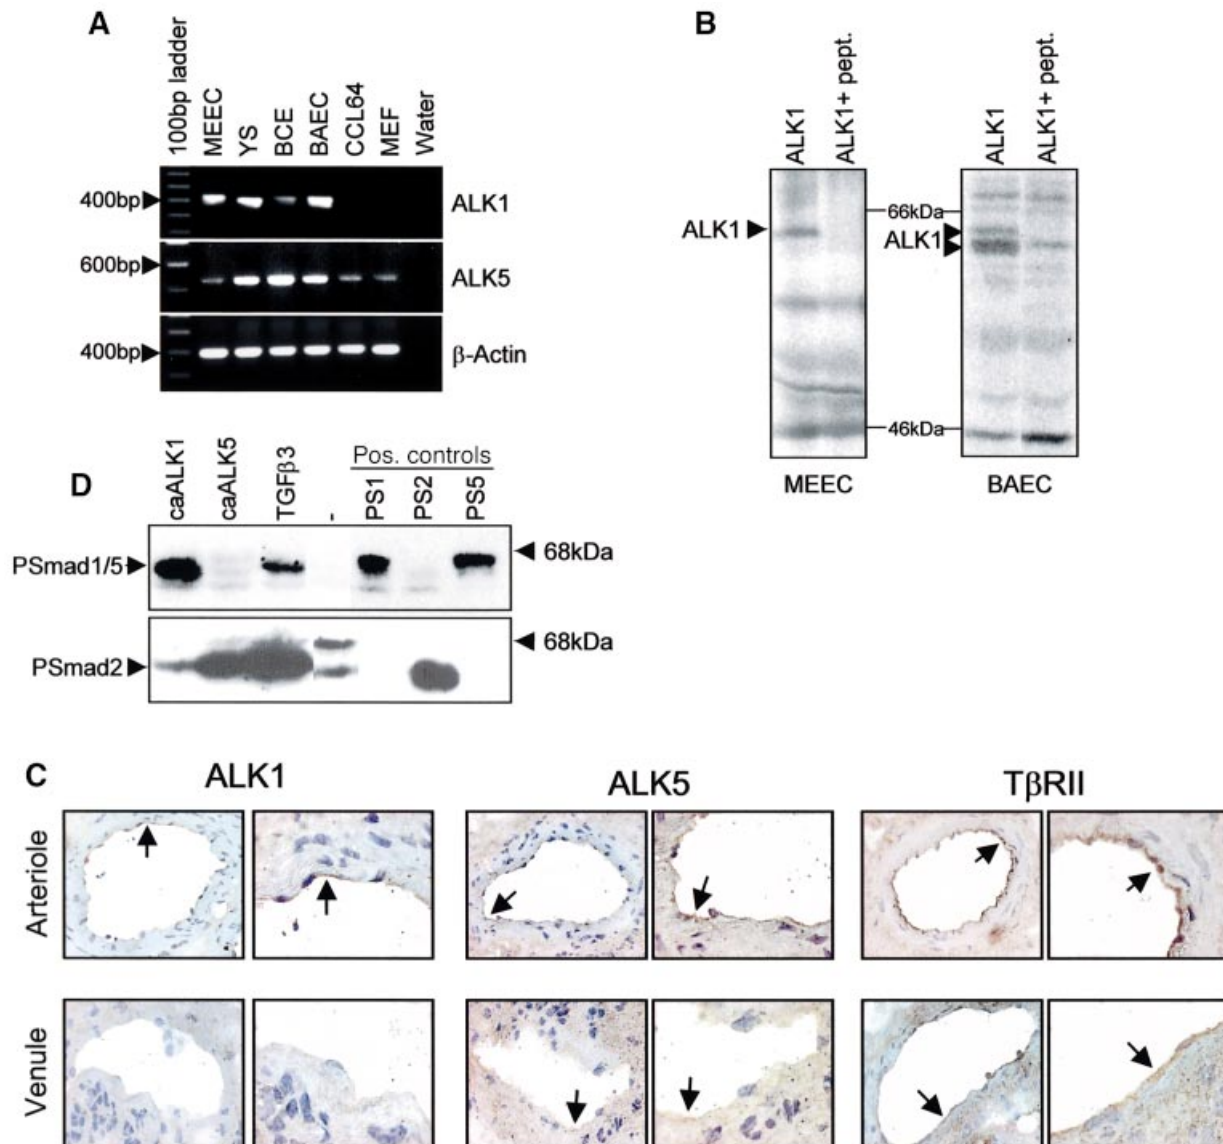 A
100bp ladder
MEEC
YS
BCE
BAEC
CCL64
MEF
Water
400bp
ALK1
600bp
ALK5
400bp
β-Actin
B
ALK1
ALK1+ pept.
ALK1
ALK1+ pept.
ALK1
66kDa
ALK1
46kDa
MEEC
BAEC
D
caALK1
caALK5
TGFβ3
-
Pos. controls
PS1
PS2
PS5
PSmad1/5
68kDa
PSmad2
68kDa
C
ALK1
ALK5
TβRII
Arteriole
Venule